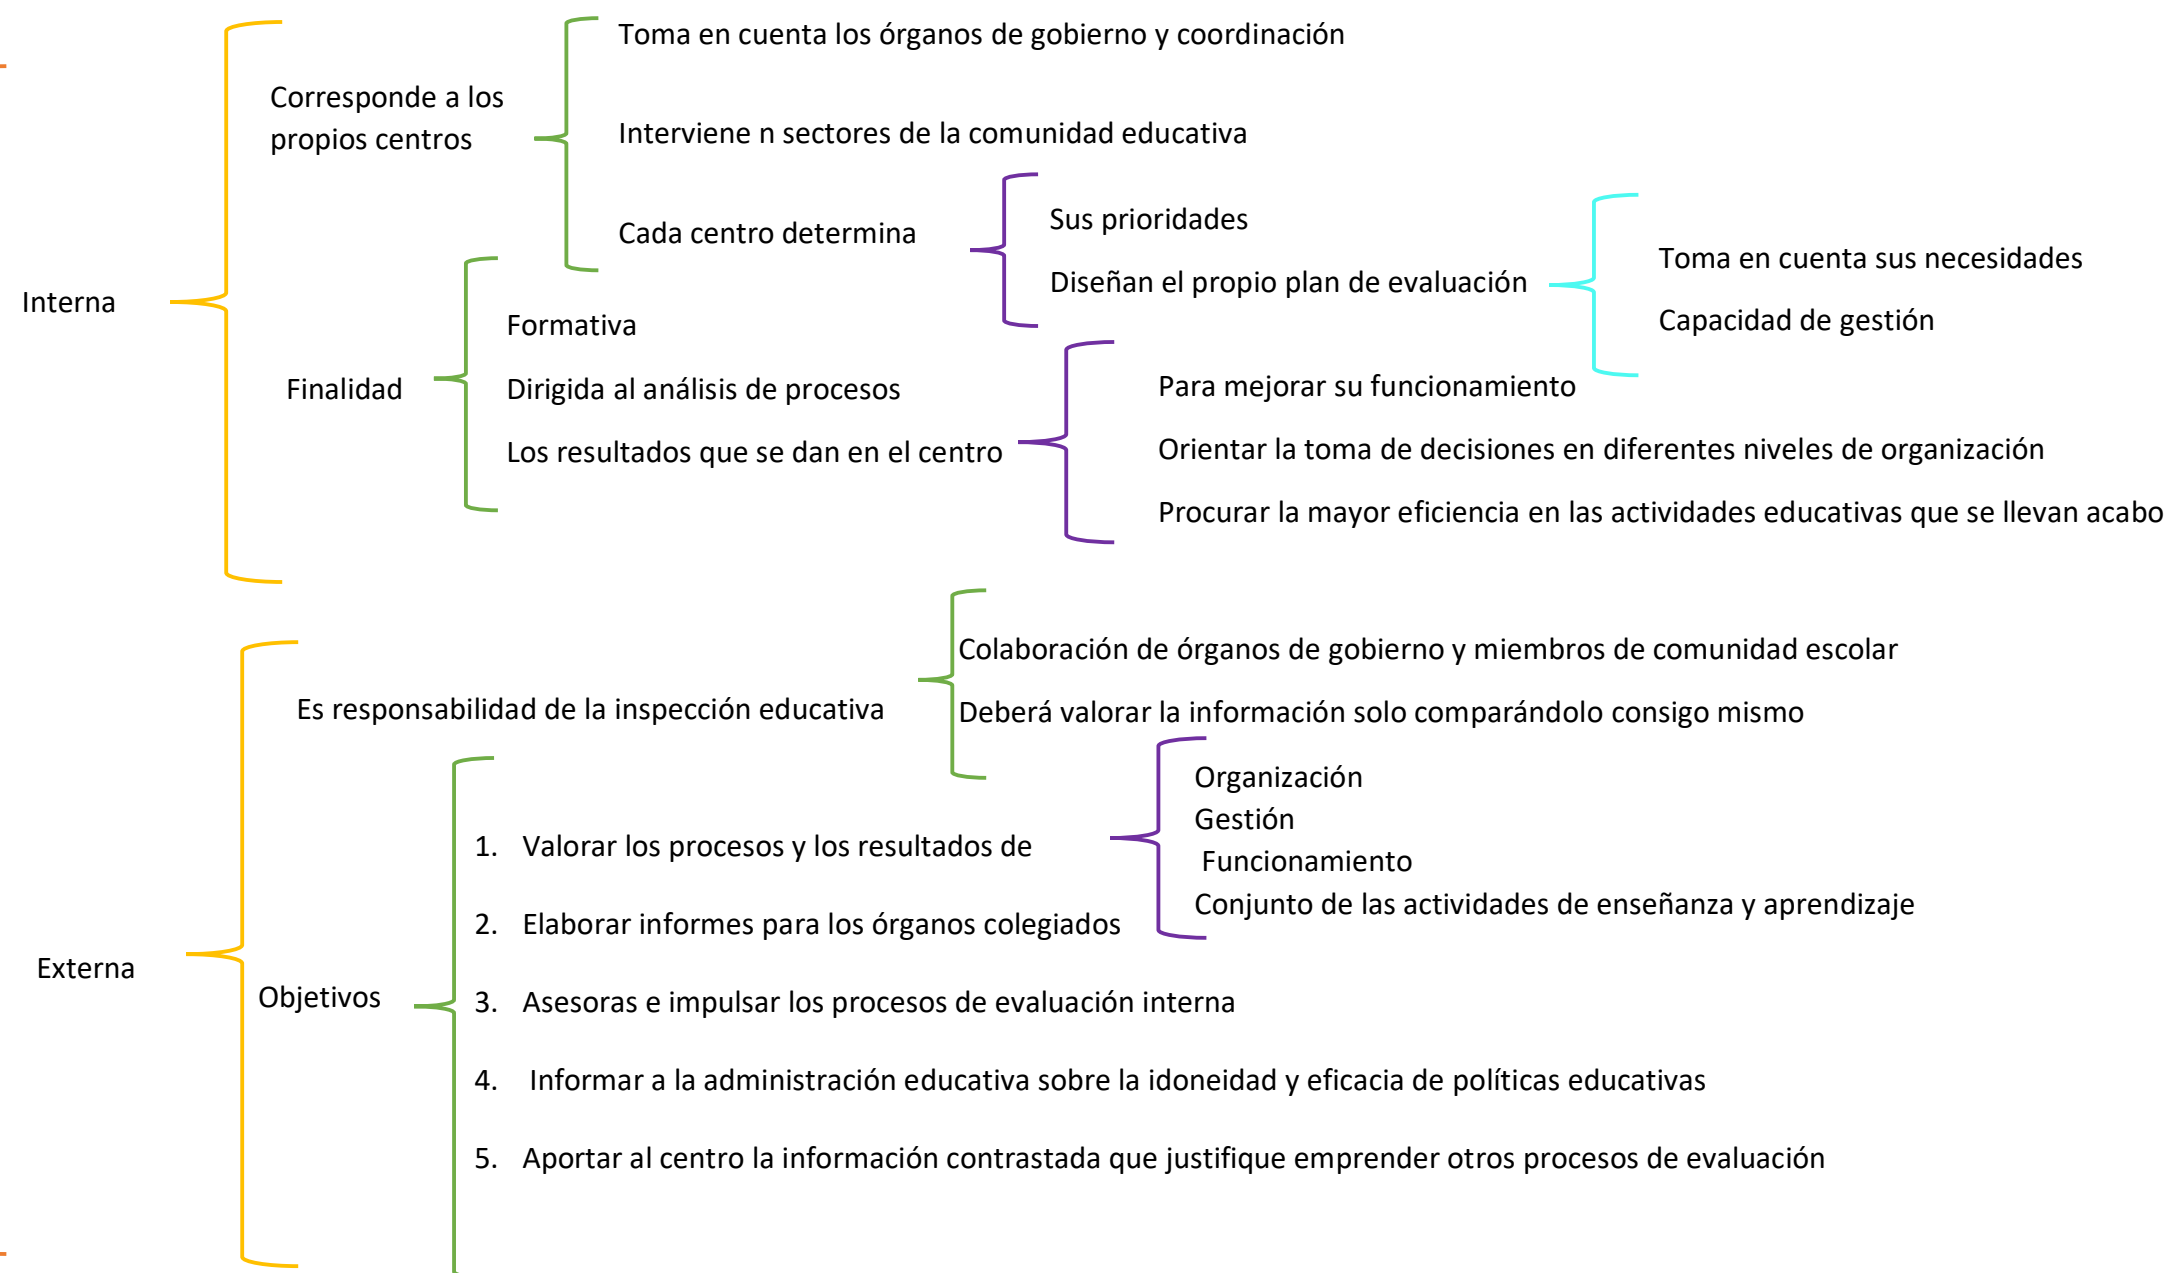 Interna
Corresponde a los
propios centros
Toma en cuenta los órganos de gobierno y coordinación
Interviene n sectores de la comunidad educativa
Cada centro determina
Sus prioridades
Diseñan el propio plan de evaluación
Toma en cuenta sus necesidades
Capacidad de gestión
Finalidad
Formativa
Dirigida al análisis de procesos
Los resultados que se dan en el centro
Para mejorar su funcionamiento
Orientar la toma de decisiones en diferentes niveles de organización
Procurar la mayor eficiencia en las actividades educativas que se llevan acabo
Externa
Es responsabilidad de la inspección educativa
Colaboración de órganos de gobierno y miembros de comunidad escolar
Deberá valorar la información solo comparándolo consigo mismo
Objetivos
1. Valorar los procesos y los resultados de
Organización
Gestión
Funcionamiento
Conjunto de las actividades de enseñanza y aprendizaje
2. Elaborar informes para los órganos colegiados
3. Asesoras e impulsar los procesos de evaluación interna
4. Informar a la administración educativa sobre la idoneidad y eficacia de políticas educativas
5. Aportar al centro la información contrastada que justifique emprender otros procesos de evaluación